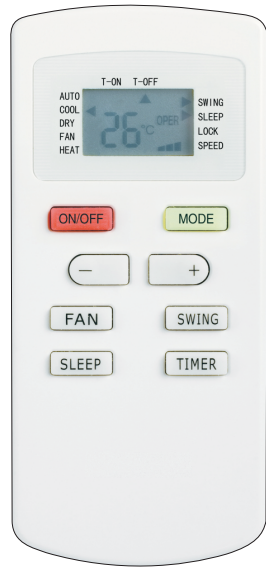 T-ON T-OFF
AUTO
COOL
DRY
FAN
HEAT
26°C
OPER
SWING
SLEEP
LOCK
SPEED
ON/OFF
MODE
−
+
FAN
SWING
SLEEP
TIMER